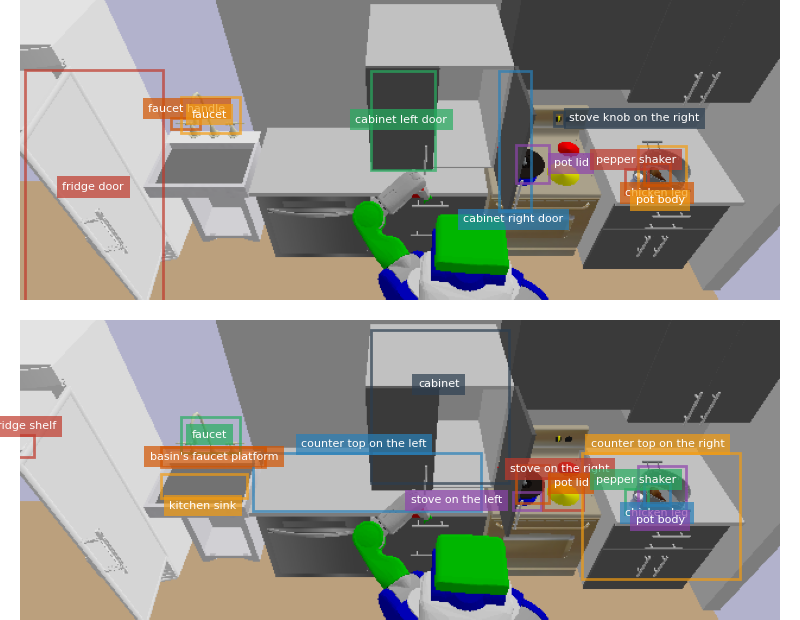 faucet handle
faucet
cabinet left door
stove knob on the right
pot lid
pepper shaker
fridge door
chicken leg
pot body
cabinet right door
cabinet
fridge shelf
faucet
counter top on the left
counter top on the right
basin's faucet platform
stove on the right
pot lid
pepper shaker
kitchen sink
stove on the left
chicken leg
pot body